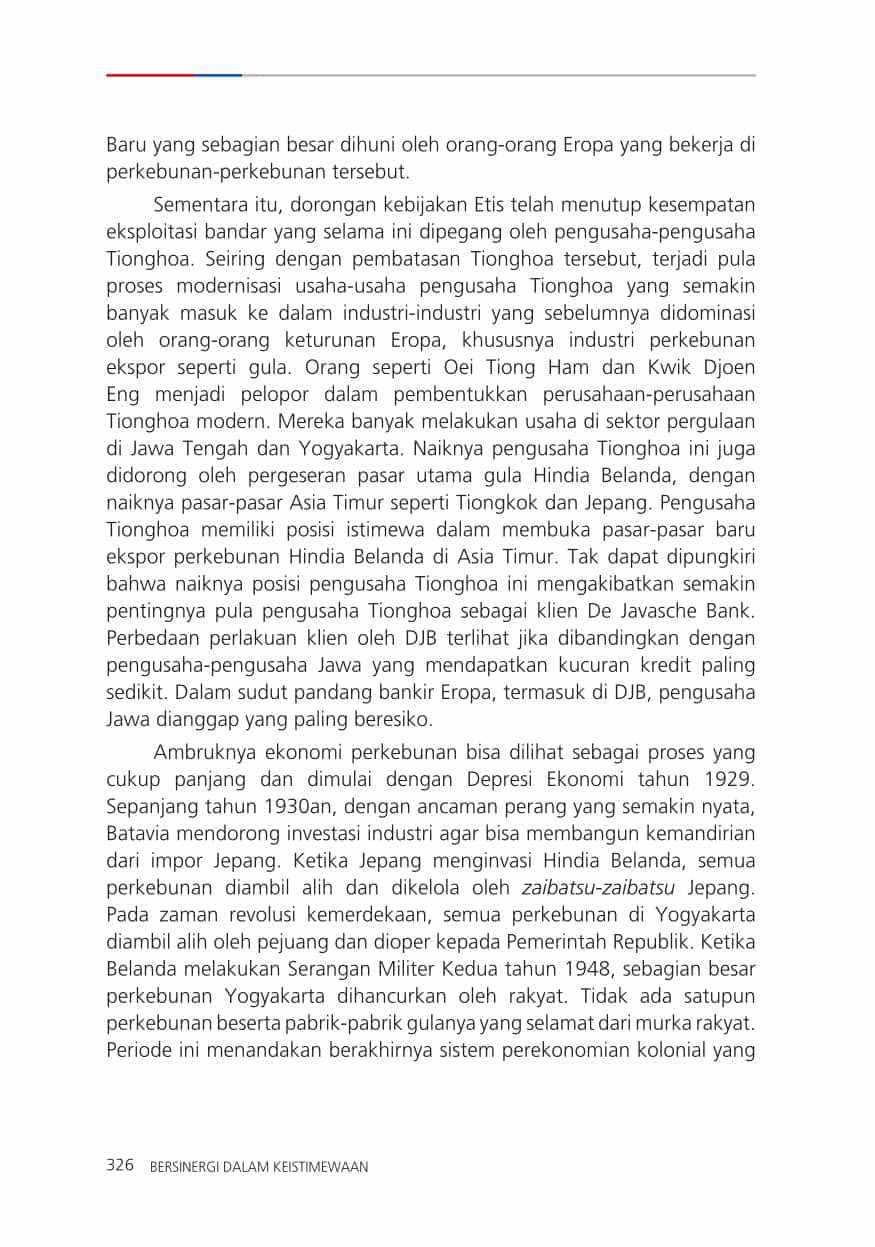 Baru yang sebagian besar dihuni oleh orang-orang Eropa yang bekerja di
perkebunan-perkebunan tersebut.
Sementara itu, dorongan kebijakan Etis telah menutup kesempatan
eksploitasi bandar yang selama ini dipegang oleh pengusaha-pengusaha
Tionghoa. Seiring dengan pembatasan Tionghoa tersebut, terjadi pula
proses modernisasi usaha-usaha pengusaha Tionghoa yang semakin
banyak masuk ke dalam industri-industri yang sebelumnya didominasi
oleh orang-orang keturunan Eropa, khususnya industri perkebunan
ekspor seperti gula. Orang seperti Oei Tiong Ham dan Kwik Djoen
Eng menjadi pelopor dalam pembentukkan perusahaan-perusahaan
Tionghoa modern. Mereka banyak melakukan usaha di sektor pergulaan
di Jawa Tengah dan Yogyakarta. Naiknya pengusaha Tionghoa ini juga
didorong oleh pergeseran pasar utama gula Hindia Belanda, dengan
naiknya pasar-pasar Asia Timur seperti Tiongkok dan Jepang. Pengusaha
Tionghoa memiliki posisi istimewa dalam membuka pasar-pasar baru
ekspor perkebunan Hindia Belanda di Asia Timur. Tak dapat dipungkiri
bahwa naiknya posisi pengusaha Tionghoa ini mengakibatkan semakin
pentingnya pula pengusaha Tionghoa sebagai klien De Javasche Bank.
Perbedaan perlakuan klien oleh DJB terlihat jika dibandingkan dengan
pengusaha-pengusaha Jawa yang mendapatkan kucuran kredit paling
sedikit. Dalam sudut pandang bankir Eropa, termasuk di DJB, pengusaha
Jawa dianggap yang paling beresiko.
Ambruknya ekonomi perkebunan bisa dilihat sebagai proses yang
cukup panjang dan dimulai dengan Depresi Ekonomi tahun 1929.
Sepanjang tahun 1930an, dengan ancaman perang yang semakin nyata,
Batavia mendorong investasi industri agar bisa membangun kemandirian
dari impor Jepang. Ketika Jepang menginvasi Hindia Belanda, semua
perkebunan diambil alih dan dikelola oleh zaibatsu-zaibatsu Jepang.
Pada zaman revolusi kemerdekaan, semua perkebunan di Yogyakarta
diambil alih oleh pejuang dan dioper kepada Pemerintah Republik. Ketika
Belanda melakukan Serangan Militer Kedua tahun 1948, sebagian besar
perkebunan Yogyakarta dihancurkan oleh rakyat. Tidak ada satupun
perkebunan beserta pabrik-pabrik gulanya yang selamat dari murka rakyat.
Periode ini menandakan berakhirnya sistem perekonomian kolonial yang
326 BERSINERGI DALAM KEISTIMEWAAN